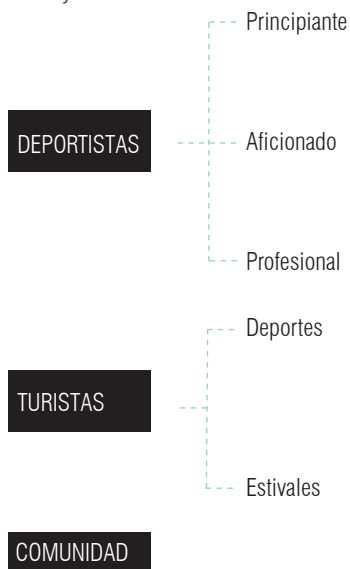 Principiante
DEPORTISTAS
Aficionado
Profesional
Deportes
TURISTAS
Estivales
COMUNIDAD